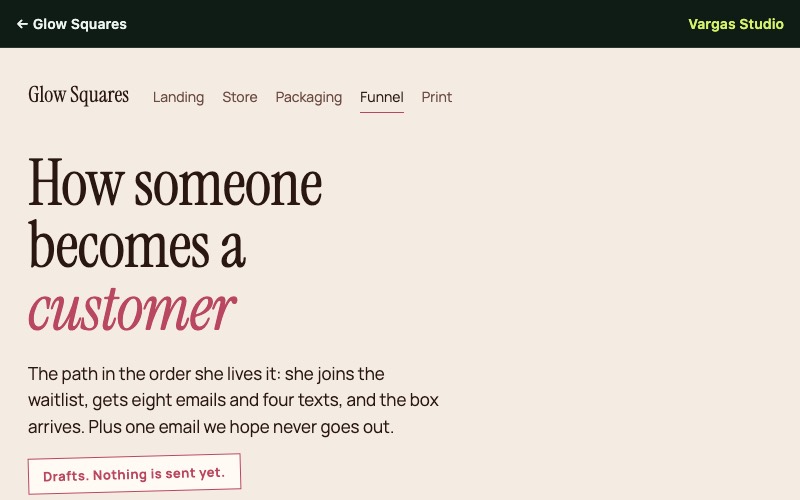 ← Glow Squares
Vargas Studio
Glow Squares
Landing
Store
Packaging
Funnel
Print
How someone
becomes a
customer
The path in the order she lives it: she joins the
waitlist, gets eight emails and four texts, and the box
arrives. Plus one email we hope never goes out.
Drafts. Nothing is sent yet.